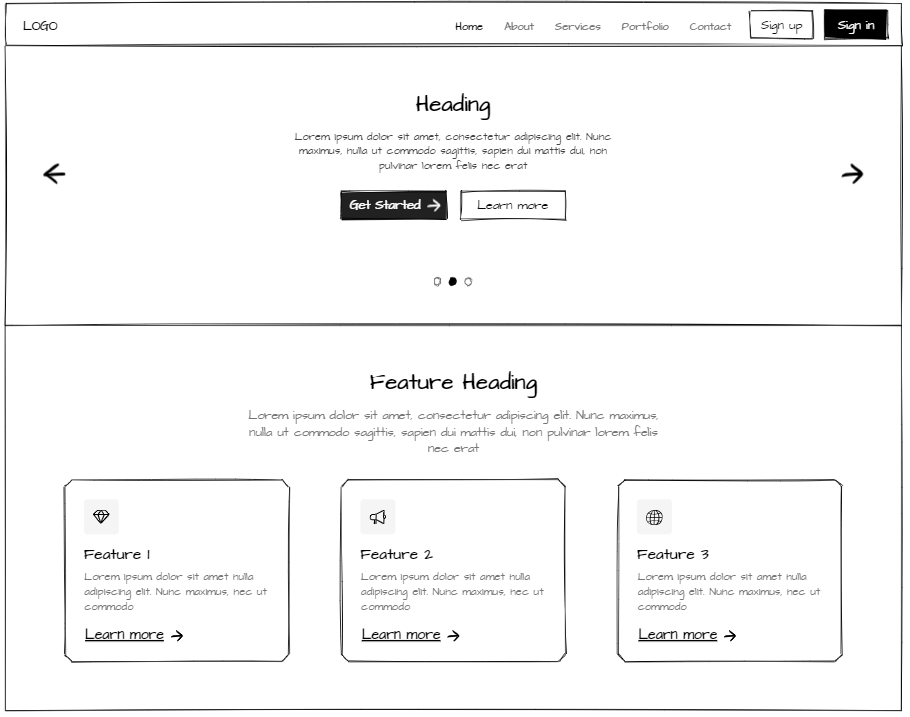 LOGO
Home About Services Portfolio Contact Sign up Sign in
Heading
Lorem ipsum dolor sit amet, consectetur adipiscing elit. Nunc
maximus, nulla ut commodo sagittis, sapien dui mattis dui, non
pulvinar lorem felis nec erat
Get Started Learn more
Feature Heading
Lorem ipsum dolor sit amet, consectetur adipiscing elit. Nunc maximus,
nulla ut commodo sagittis, sapien dui mattis dui, non pulvinar lorem felis
nec erat
Feature 1
Lorem ipsum dolor sit amet nulla
adipiscing elit. Nunc maximus, nec ut
commodo
Learn more
Feature 2
Lorem ipsum dolor sit amet nulla
adipiscing elit. Nunc maximus, nec ut
commodo
Learn more
Feature 3
Lorem ipsum dolor sit amet nulla
adipiscing elit. Nunc maximus, nec ut
commodo
Learn more